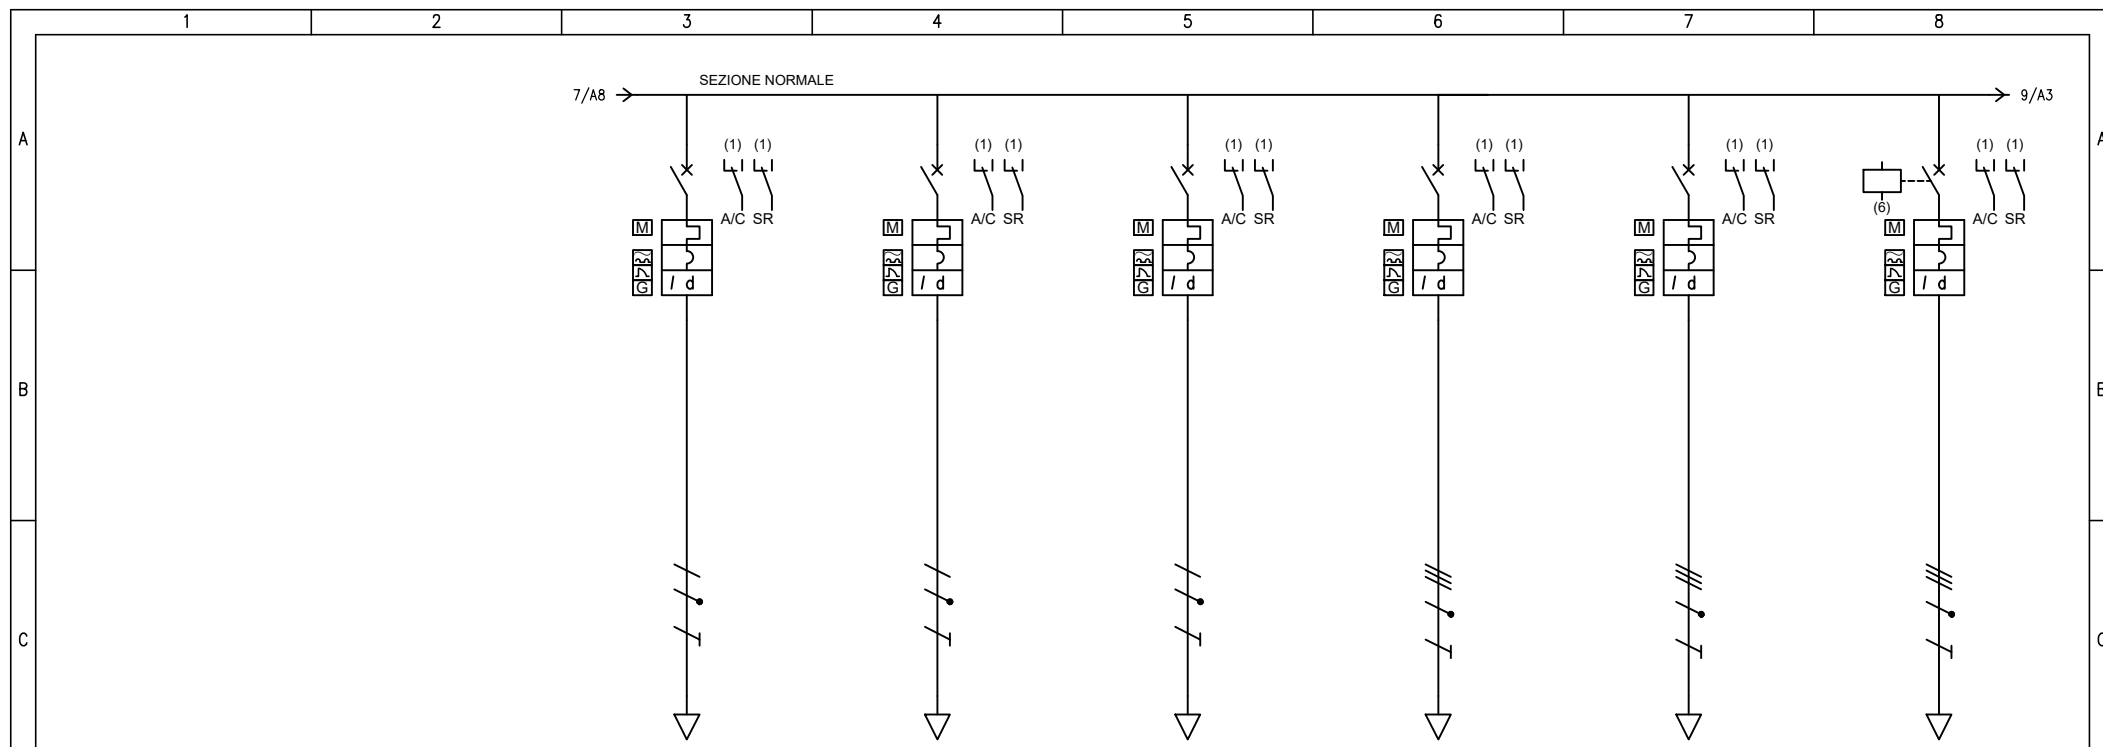 1 2 3 4 5 6 7 8
SEZIONE NORMALE
7/A8 9/A3
A A
(1) (1) (1) (1) (1) (1) (1) (1) (1) (1) (1) (1)
(6)
A/C SR A/C SR A/C SR A/C SR A/C SR A/C SR
M M M M M M
I d I d I d I d I d I d
G G G G G G
B
C